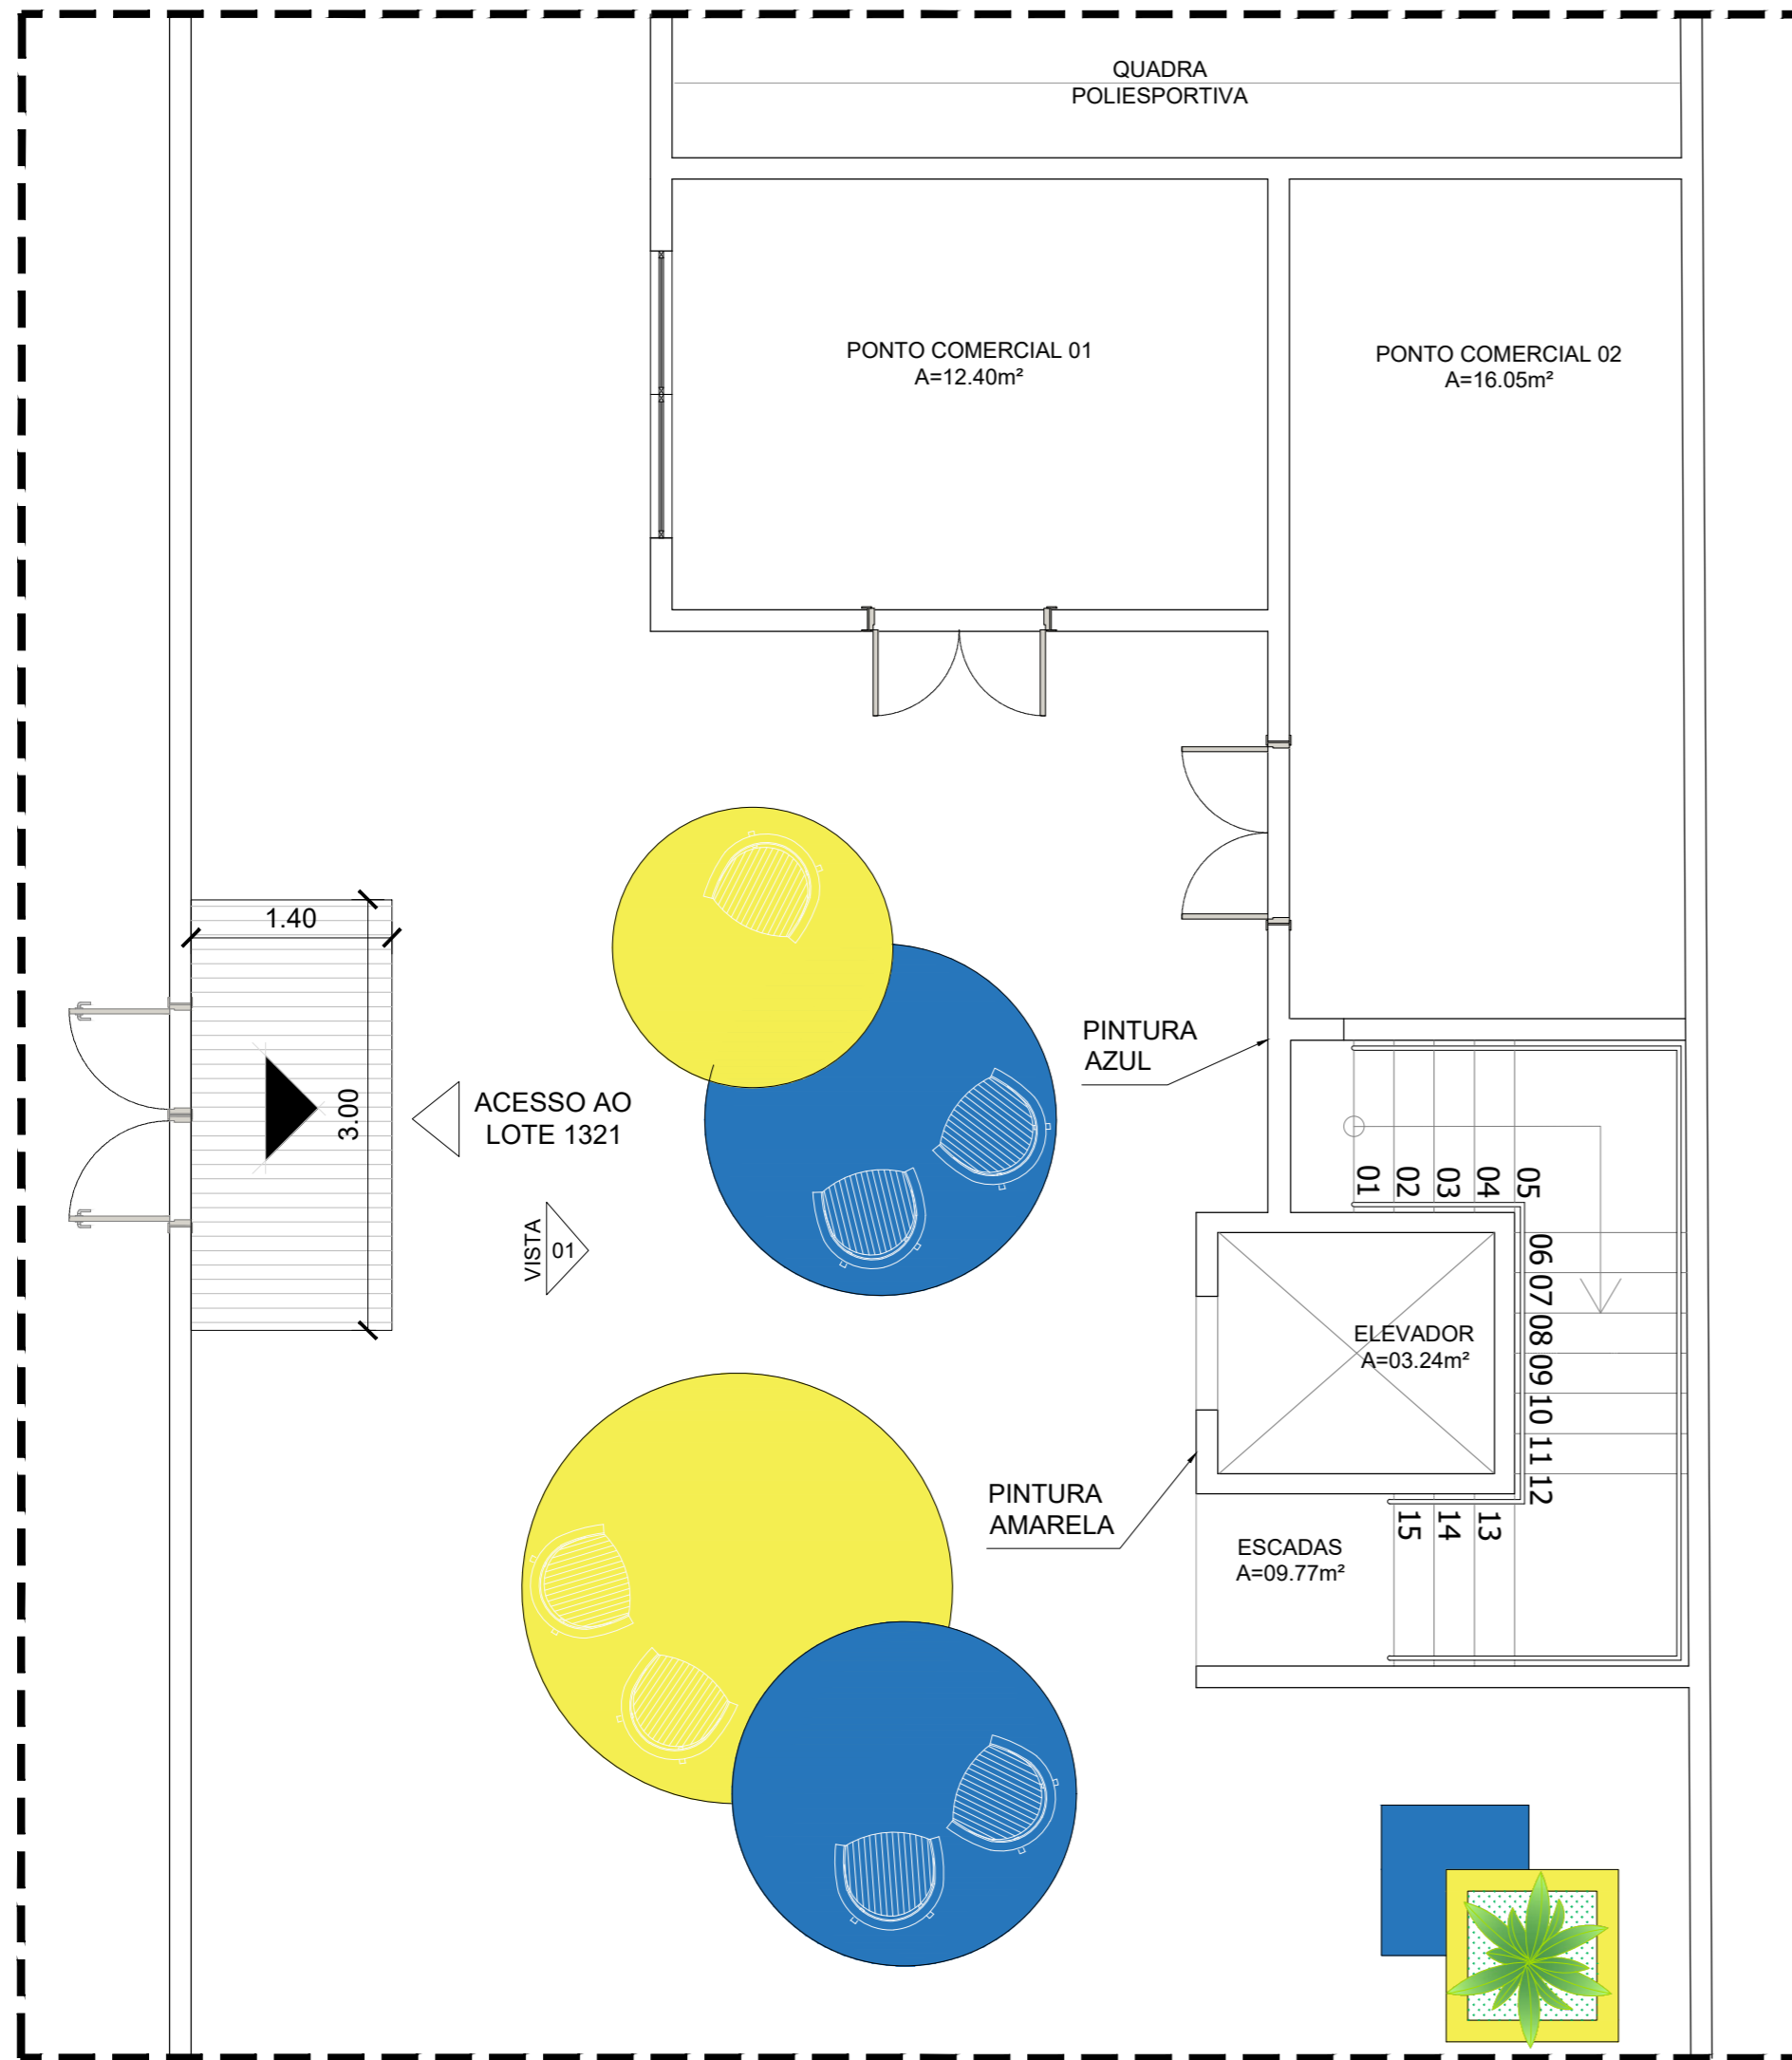 QUADRA
POLIESPORTIVA
PONTO COMERCIAL 01
A=12.40m²
PONTO COMERCIAL 02
A=16.05m²
1.40
3.00
ACESSO AO
LOTE 1321
VISTA
01
PINTURA
AZUL
01
02
03
04
05
06
07
08
09
10
11
12
13
14
15
ELEVADOR
A=03.24m²
PINTURA
AMARELA
ESCADAS
A=09.77m²